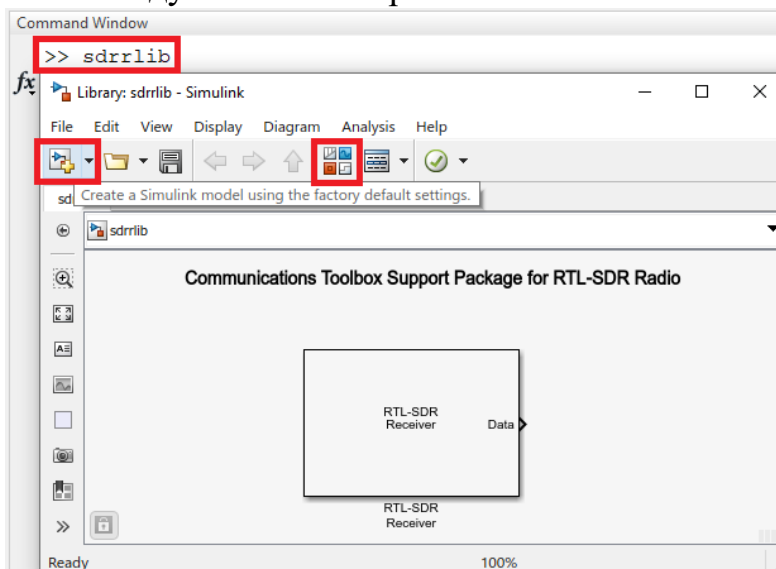 Command Window
>> sdrrlib
fx
Library: sdrrlib - Simulink
File Edit View Display Diagram Analysis Help
Create a Simulink model using the factory default settings.
sdrrlib
Communications Toolbox Support Package for RTL-SDR Radio
RTL-SDR
Receiver
Data
RTL-SDR
Receiver
Ready 100%